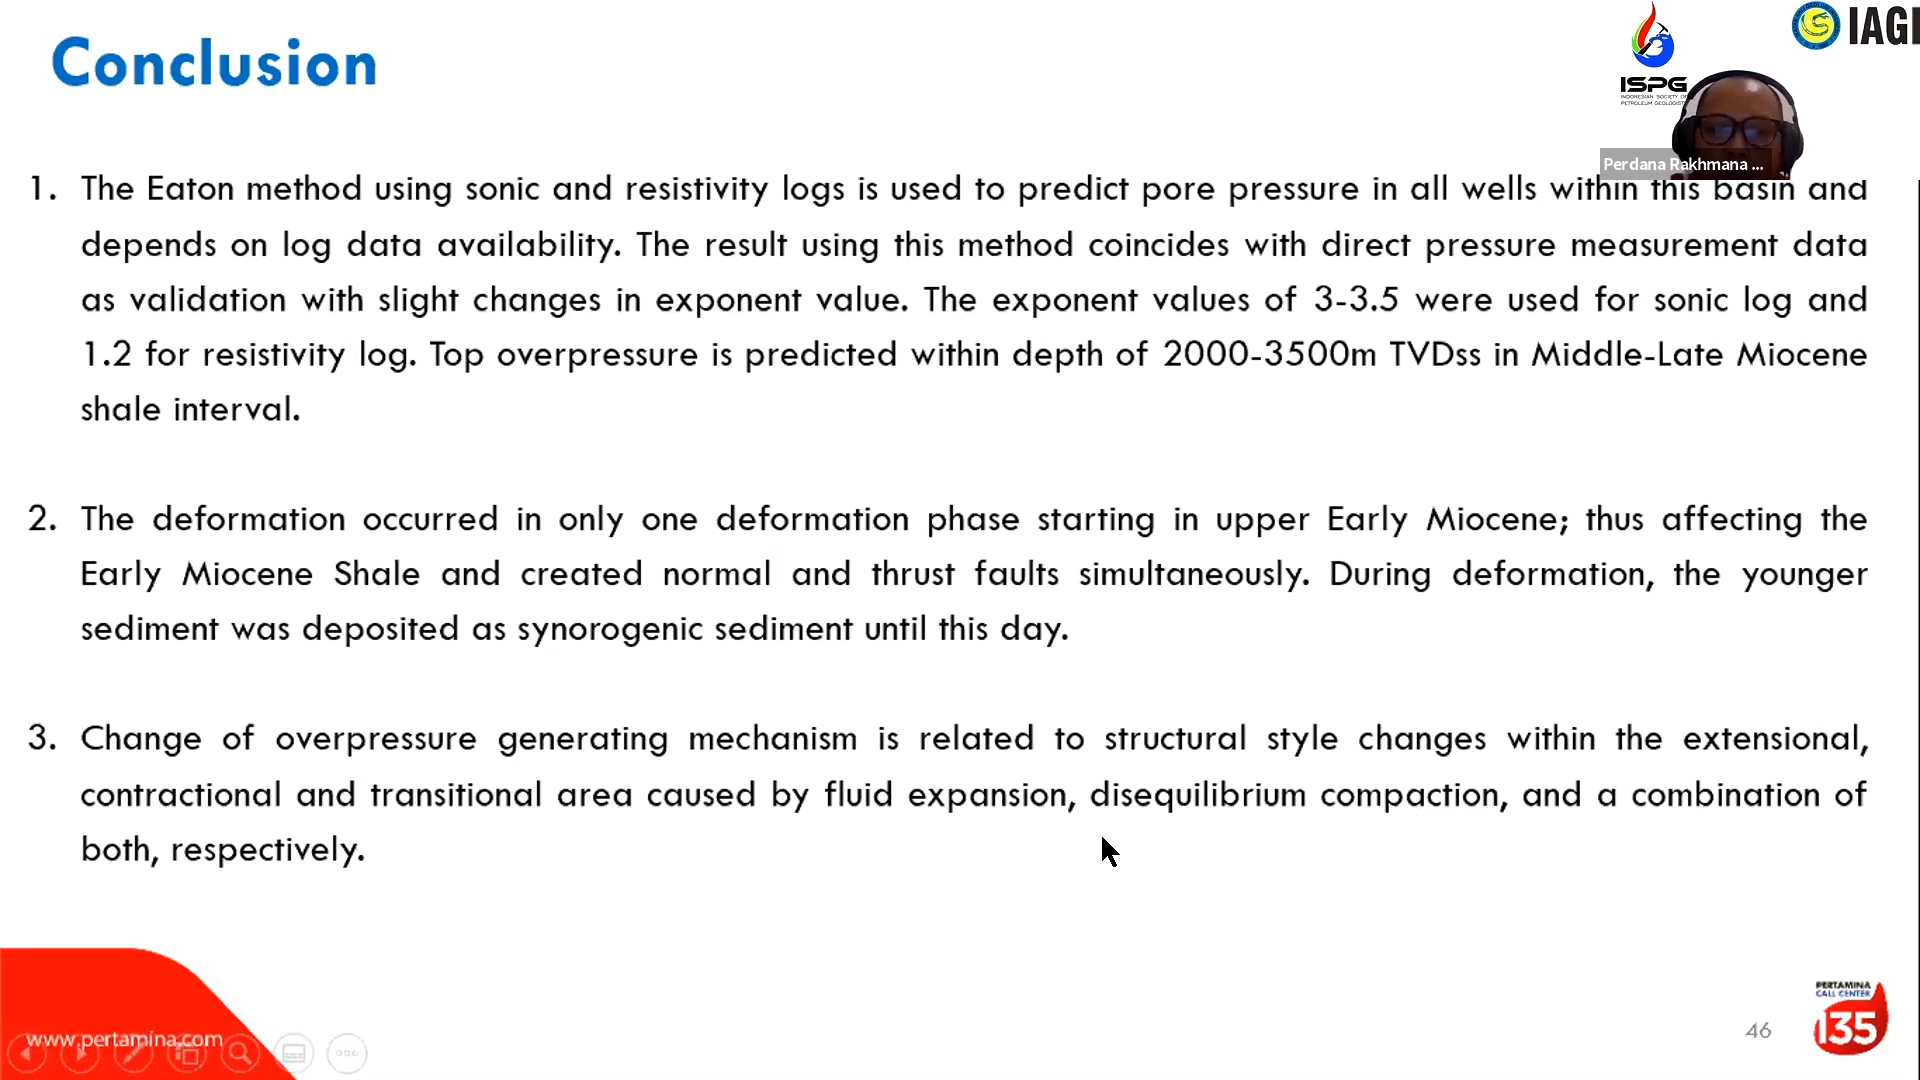 Conclusion
ISPG
INDONESIAN SOCIETY OF
PETROLEUM GEOLOGIST
IAGI
Perdana Rakhmana ...
1. The Eaton method using sonic and resistivity logs is used to predict pore pressure in all wells within this basin and
depends on log data availability. The result using this method coincides with direct pressure measurement data
as validation with slight changes in exponent value. The exponent values of 3-3.5 were used for sonic log and
1.2 for resistivity log. Top overpressure is predicted within depth of 2000-3500m TVDss in Middle-Late Miocene
shale interval.
2. The deformation occurred in only one deformation phase starting in upper Early Miocene; thus affecting the
Early Miocene Shale and created normal and thrust faults simultaneously. During deformation, the younger
sediment was deposited as synorogenic sediment until this day.
3. Change of overpressure generating mechanism is related to structural style changes within the extensional,
contractional and transitional area caused by fluid expansion, disequilibrium compaction, and a combination of
both, respectively.
www.pertamina.com
46
PERTAMINA
CALL CENTER
135